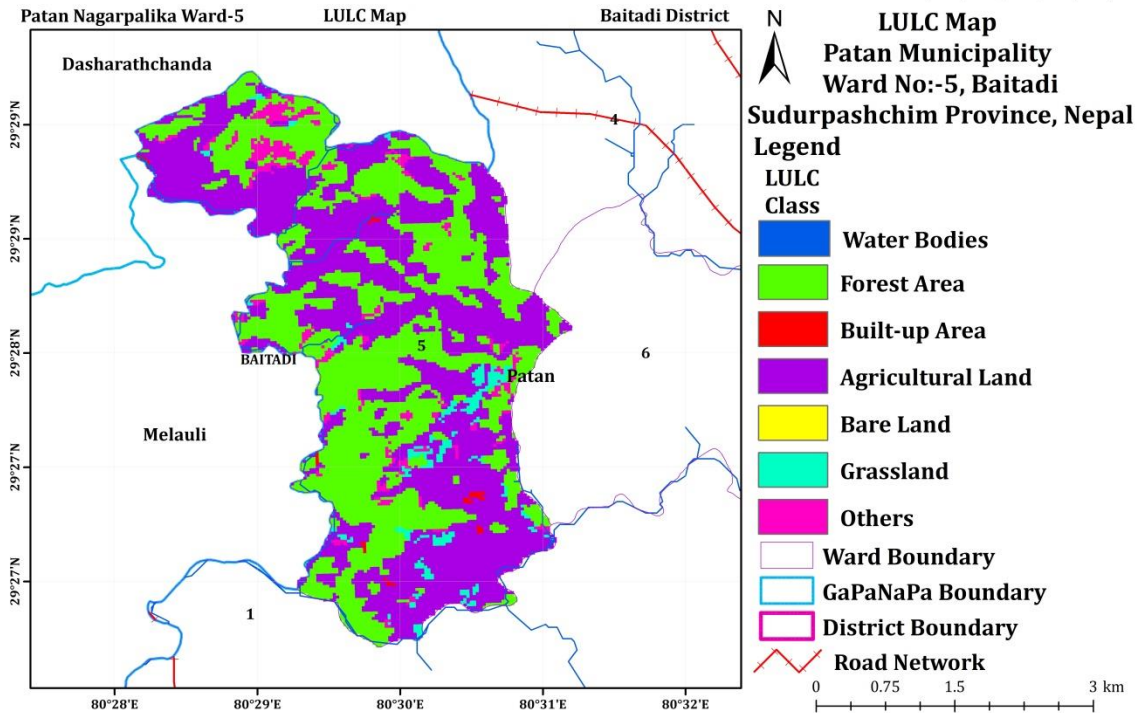 Patan Nagarpalika Ward-5 LULC Map Baitadi District
N
LULC Map
Patan Municipality
Ward No:-5, Baitadi
Sudurpashchim Province, Nepal
Legend
LULC
Class
Water Bodies
Forest Area
Built-up Area
Agricultural Land
Bare Land
Grassland
Others
Ward Boundary
GaPaNaPa Boundary
District Boundary
Road Network
0 0.75 1.5 3 km
Dasharathchanda
4
5
6
BAITADI
Patan
Melauli
1
29°29'N
29°29'N
29°28'N
29°27'N
29°27'N
80°28'E 80°29'E 80°30'E 80°31'E 80°32'E